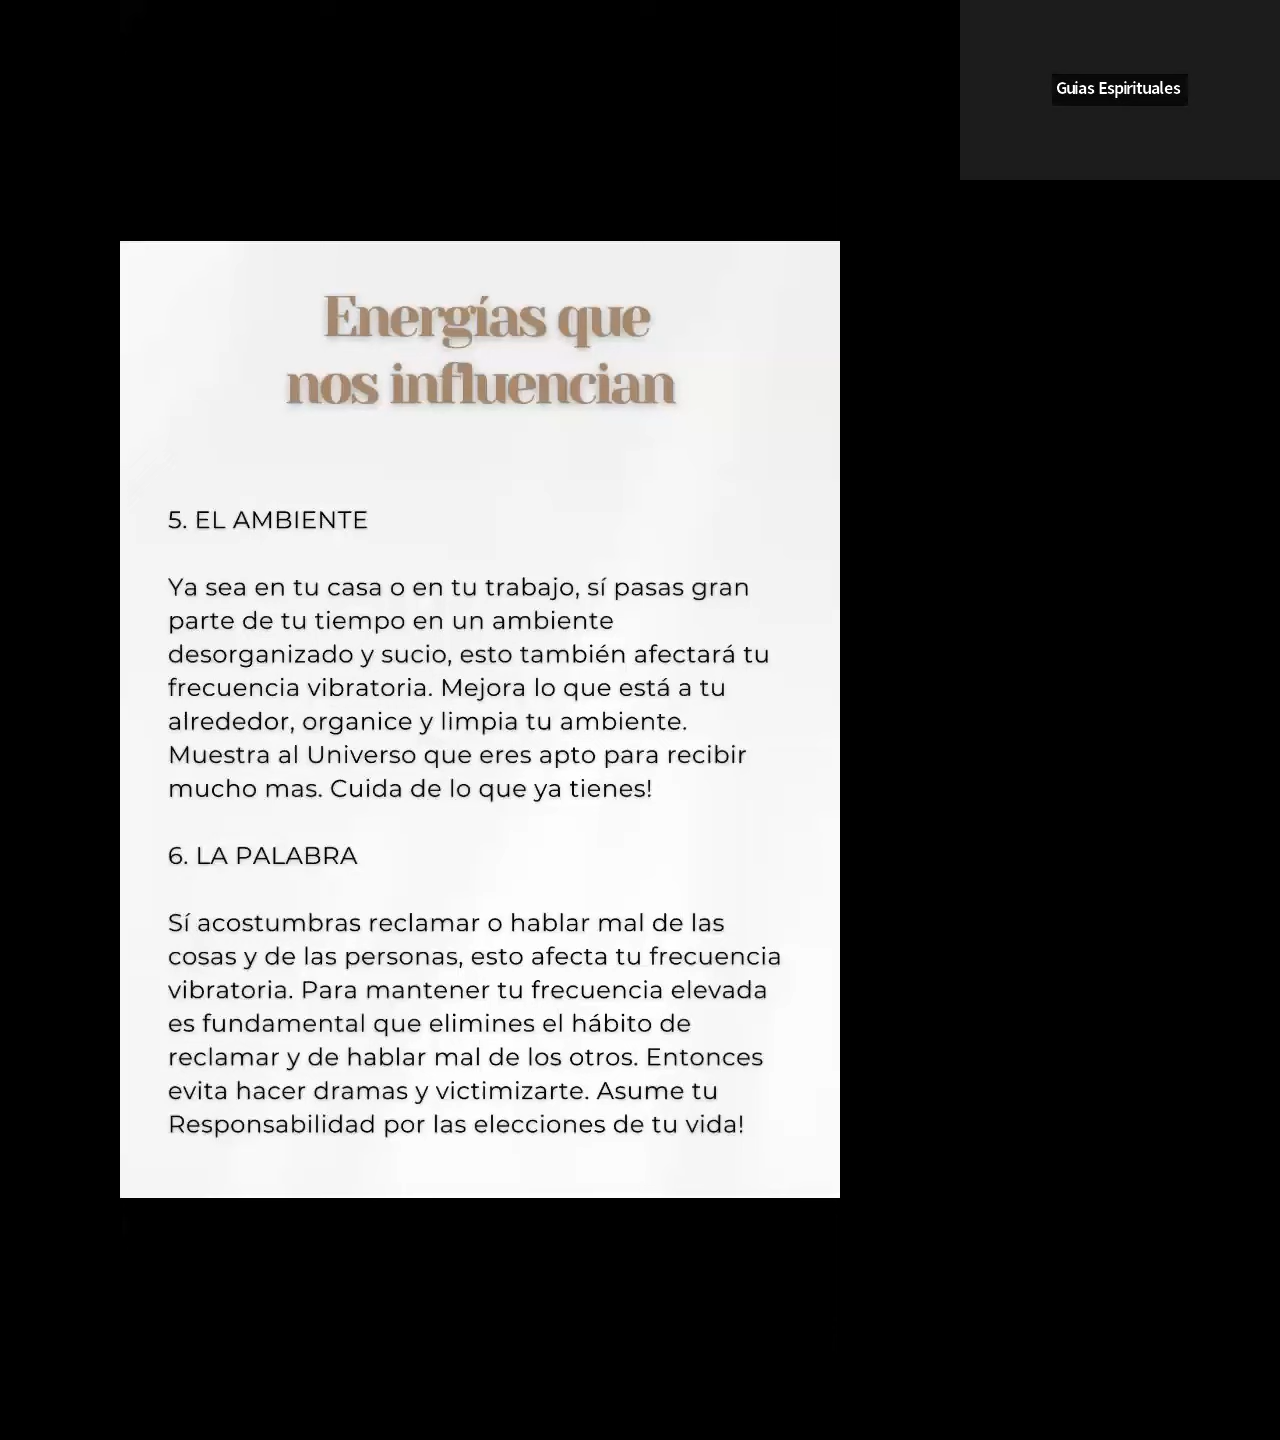 Guias Espirituales
Energías que
nos influencian
5. EL AMBIENTE
Ya sea en tu casa o en tu trabajo, sí pasas gran
parte de tu tiempo en un ambiente
desorganizado y sucio, esto también afectará tu
frecuencia vibratoria. Mejora lo que está a tu
alrededor, organice y limpia tu ambiente.
Muestra al Universo que eres apto para recibir
mucho mas. Cuida de lo que ya tienes!
6. LA PALABRA
Sí acostumbras reclamar o hablar mal de las
cosas y de las personas, esto afecta tu frecuencia
vibratoria. Para mantener tu frecuencia elevada
es fundamental que elimines el hábito de
reclamar y de hablar mal de los otros. Entonces
evita hacer dramas y victimizarte. Asume tu
Responsabilidad por las elecciones de tu vida!